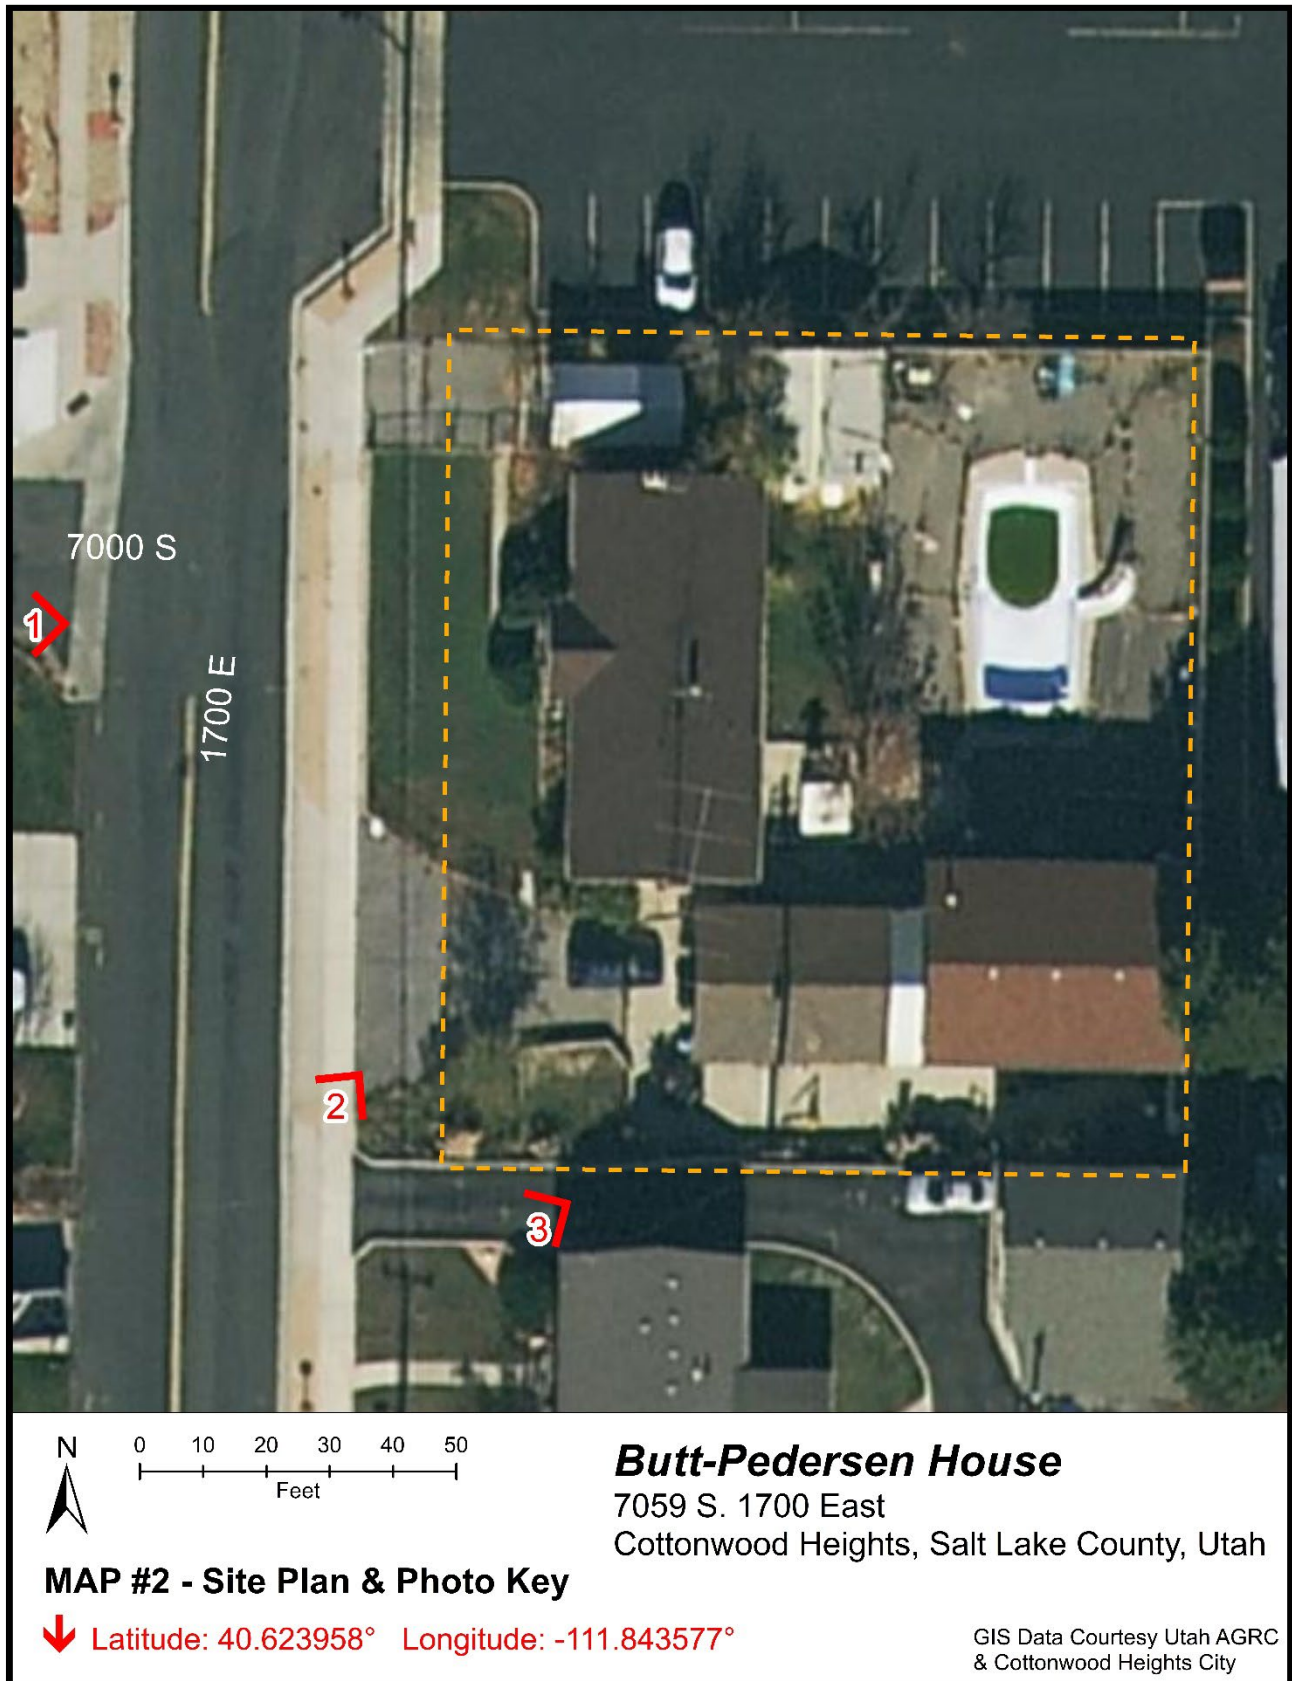 7000 S
1
1700 E
2
3
N
0 10 20 30 40 50
Feet
Butt-Pedersen House
7059 S. 1700 East
Cottonwood Heights, Salt Lake County, Utah
MAP #2 - Site Plan & Photo Key
Latitude: 40.623958° Longitude: -111.843577°
GIS Data Courtesy Utah AGRC
& Cottonwood Heights City